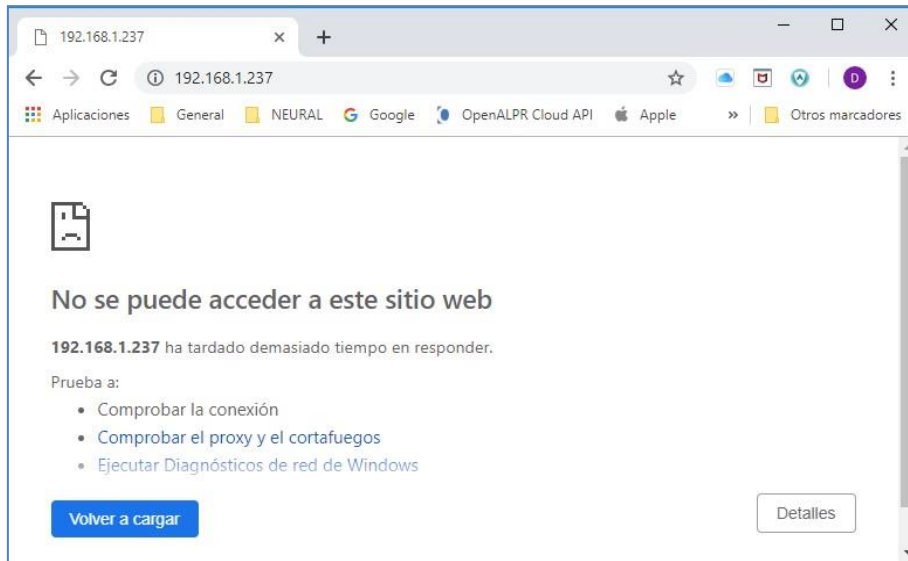 192.168.1.237
192.168.1.237
D
Aplicaciones General NEURAL Google OpenALPR Cloud API Apple » Otros marcadores
No se puede acceder a este sitio web
192.168.1.237 ha tardado demasiado tiempo en responder.
Prueba a:
• Comprobar la conexión
• Comprobar el proxy y el cortafuegos
• Ejecutar Diagnósticos de red de Windows
Volver a cargar Detalles